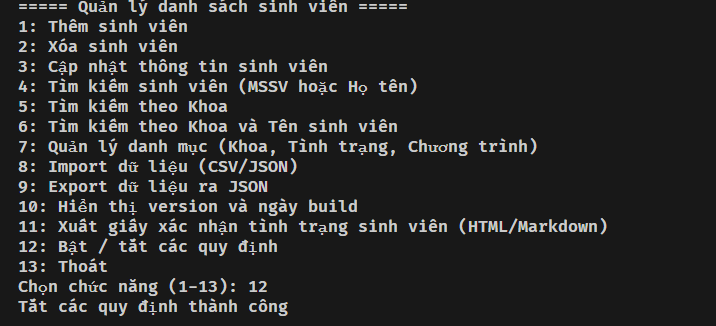 ===== Quản lý danh sách sinh viên =====
1: Thêm sinh viên
2: Xóa sinh viên
3: Cập nhật thông tin sinh viên
4: Tìm kiếm sinh viên (MSSV hoặc Họ tên)
5: Tìm kiếm theo Khoa
6: Tìm kiếm theo Khoa và Tên sinh viên
7: Quản lý danh mục (Khoa, Tình trạng, Chương trình)
8: Import dữ liệu (CSV/JSON)
9: Export dữ liệu ra JSON
10: Hiển thị version và ngày build
11: Xuất giấy xác nhận tình trạng sinh viên (HTML/Markdown)
12: Bật / tắt các quy định
13: Thoát
Chọn chức năng (1-13): 12
Tắt các quy định thành công